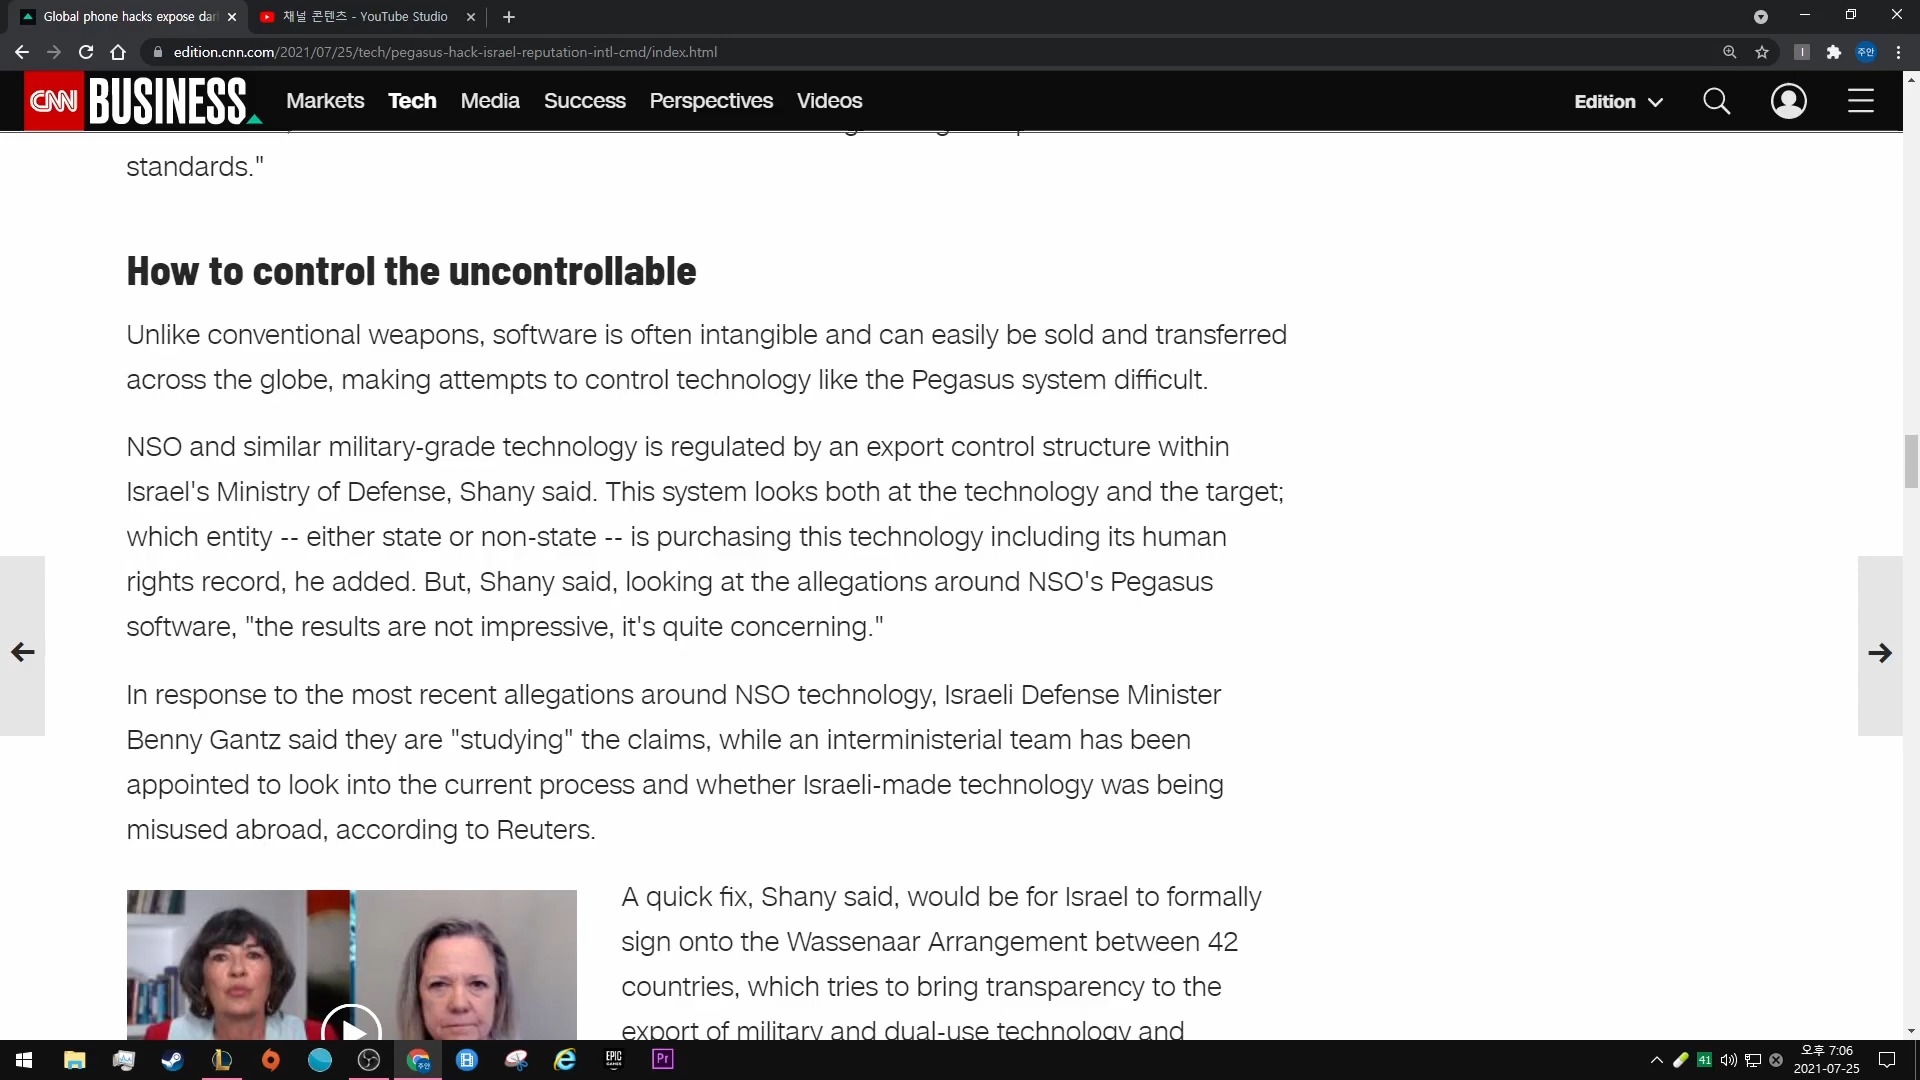 Global phone hacks expose dar
채널 콘텐츠 - YouTube Studio
edition.cnn.com/2021/07/25/tech/pegasus-hack-israel-reputation-intl-cmd/index.html
주안
CNN BUSINESS Markets Tech Media Success Perspectives Videos Edition
standards."
How to control the uncontrollable
Unlike conventional weapons, software is often intangible and can easily be sold and transferred
across the globe, making attempts to control technology like the Pegasus system difficult.
NSO and similar military-grade technology is regulated by an export control structure within
Israel's Ministry of Defense, Shany said. This system looks both at the technology and the target;
which entity -- either state or non-state -- is purchasing this technology including its human
rights record, he added. But, Shany said, looking at the allegations around NSO's Pegasus
software, "the results are not impressive, it's quite concerning."
In response to the most recent allegations around NSO technology, Israeli Defense Minister
Benny Gantz said they are "studying" the claims, while an interministerial team has been
appointed to look into the current process and whether Israeli-made technology was being
misused abroad, according to Reuters.
A quick fix, Shany said, would be for Israel to formally
sign onto the Wassenaar Arrangement between 42
countries, which tries to bring transparency to the
export of military and dual-use technology and
주안
EPIC GAMES
Pr
41
오후 7:06
2021-07-25